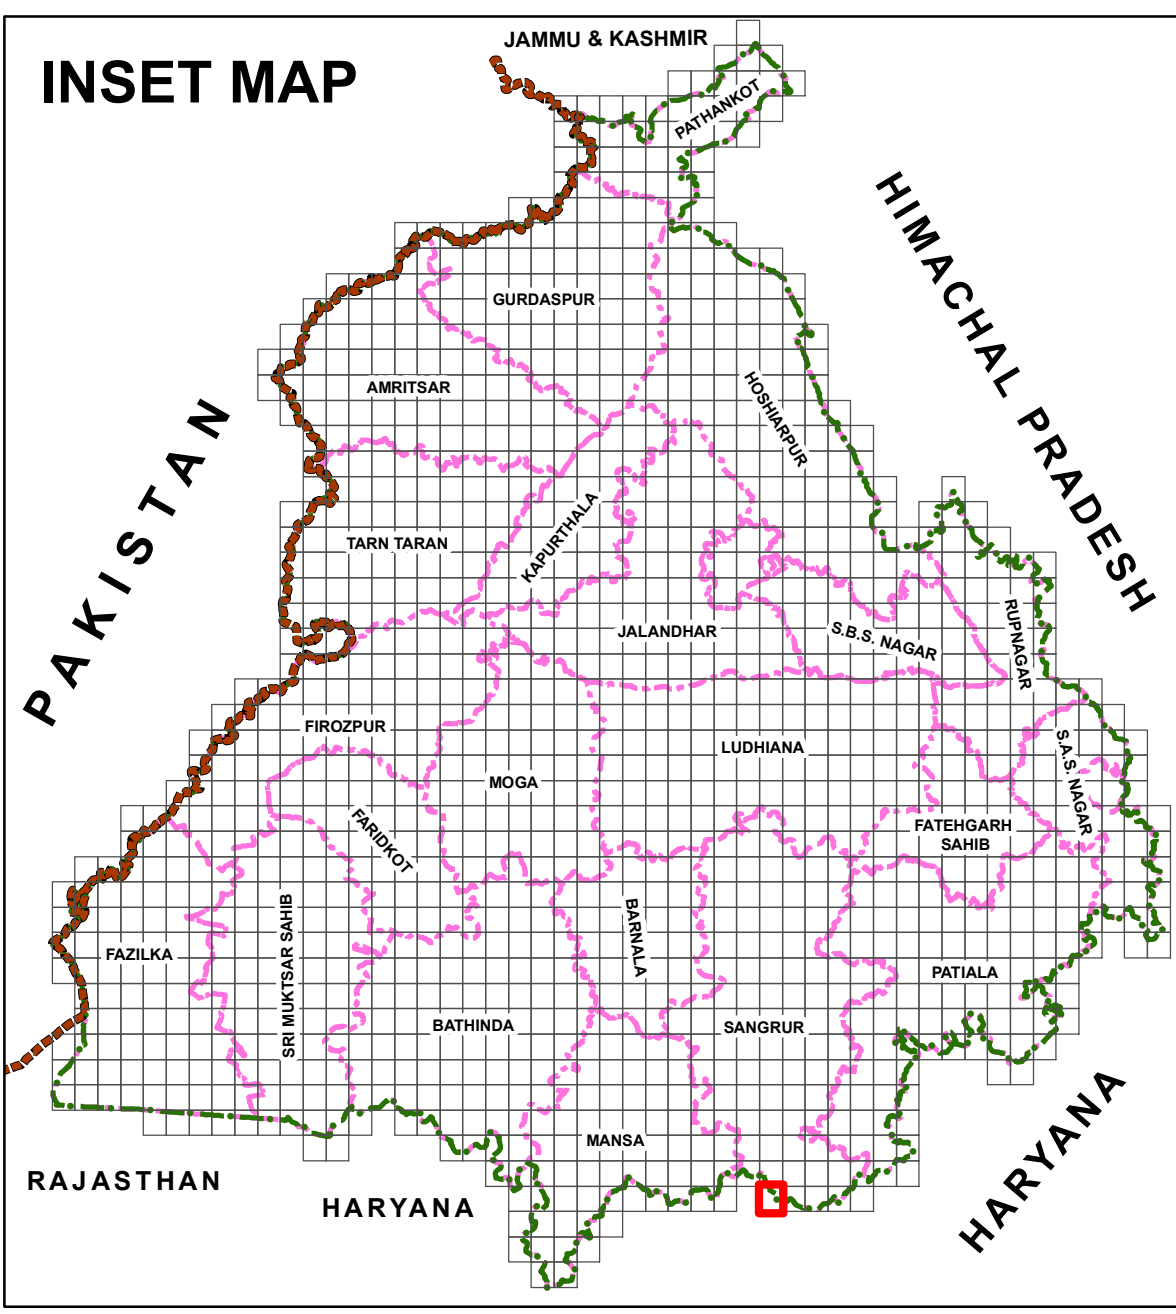 JAMMU & KASHMIR
INSET MAP
PATHANKOT
HIMACHAL PRADESH
GURDASPUR
AMRITSAR
HOSHIARPUR
PAKISTAN
KAPURTHALA
TARN TARAN
JALANDHAR
S.B.S. NAGAR
RUPNAGAR
FIROZPUR
LUDHIANA
S.A.S. NAGAR
MOGA
FARIDKOT
FATEHGARH
SAHIB
BARNALA
SRI MUKTSAR SAHIB
FAZILKA
PATIALA
BATHINDA
SANGRUR
MANSA
HARYANA
RAJASTHAN
HARYANA